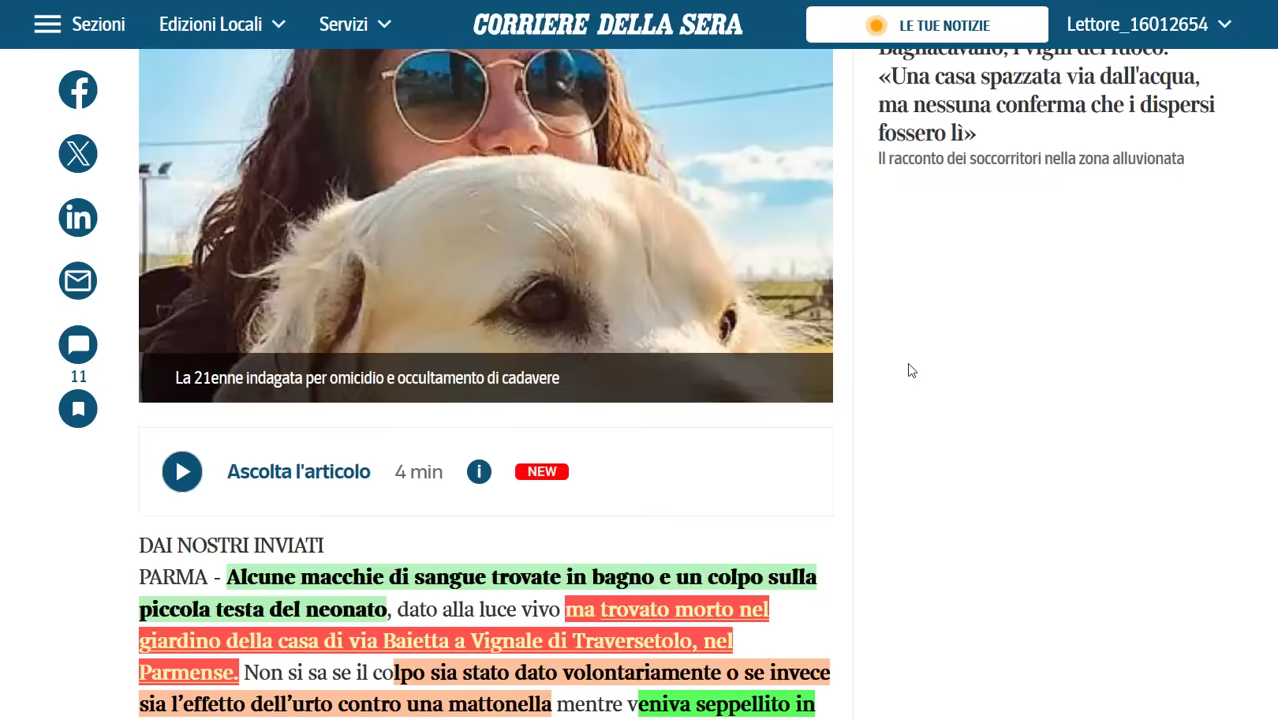 Sezioni
Edizioni Locali
Servizi
CORRIERE DELLA SERA
LE TUE NOTIZIE
Lettore_16012654
Bagnacavallo, i vigili del fuoco:
«Una casa spazzata via dall'acqua,
ma nessuna conferma che i dispersi
fossero lì»
Il racconto dei soccorritori nella zona alluvionata
11
La 21enne indagata per omicidio e occultamento di cadavere
Ascolta l'articolo 4 min i NEW
DAI NOSTRI INVIATI
PARMA - Alcune macchie di sangue trovate in bagno e un colpo sulla
piccola testa del neonato, dato alla luce vivo ma trovato morto nel
giardino della casa di via Baietta a Vignale di Traversetolo, nel
Parmense. Non si sa se il colpo sia stato dato volontariamente o se invece
sia l’effetto dell’urto contro una mattonella mentre veniva seppellito in